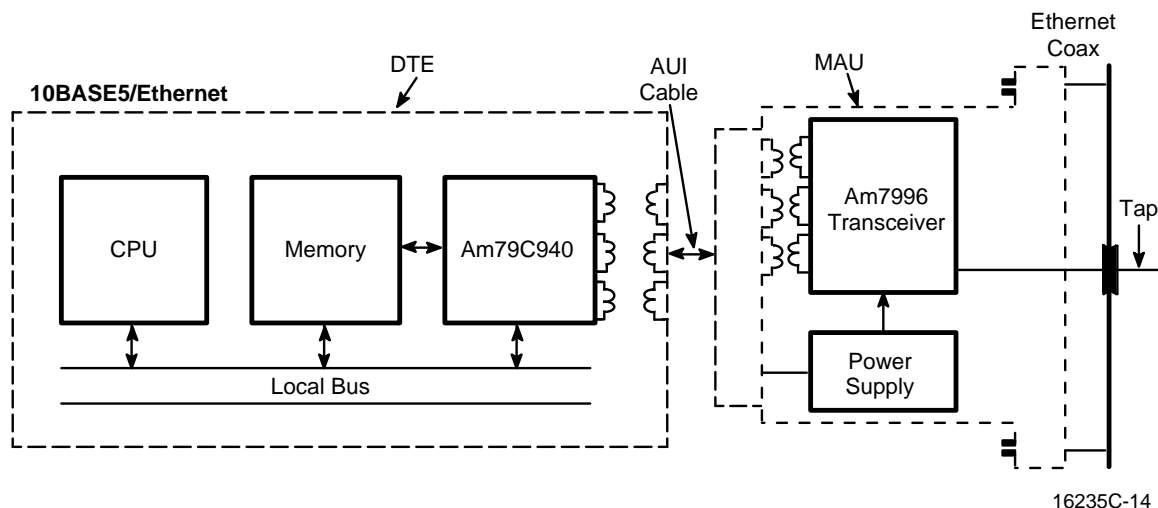 Ethernet
Coax
DTE
AUI
Cable
MAU
10BASE5/Ethernet
CPU
Memory
Am79C940
Am7996
Transceiver
Tap
Power
Supply
Local Bus
16235C-14